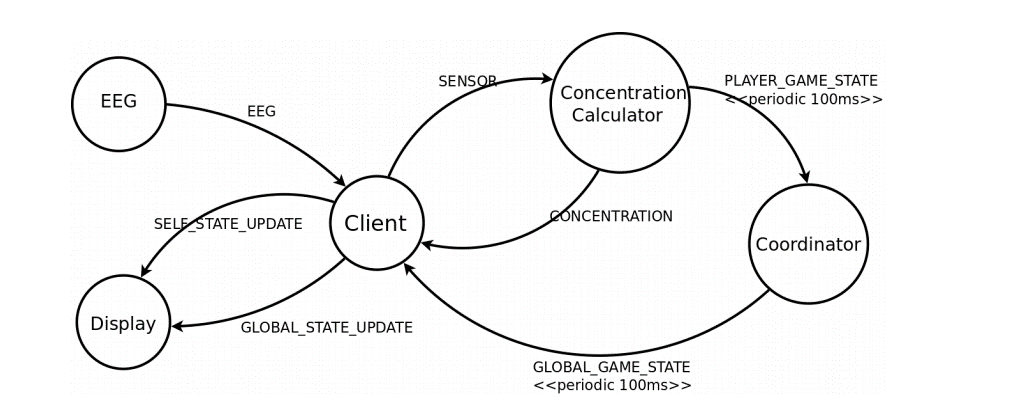 EEG
EEG
SENSOR
Concentration
Calculator
PLAYER_GAME_STATE
<<periodic 100ms>>
SELF_STATE_UPDATE
Client
CONCENTRATION
Coordinator
Display
GLOBAL_STATE_UPDATE
GLOBAL_GAME_STATE
<<periodic 100ms>>